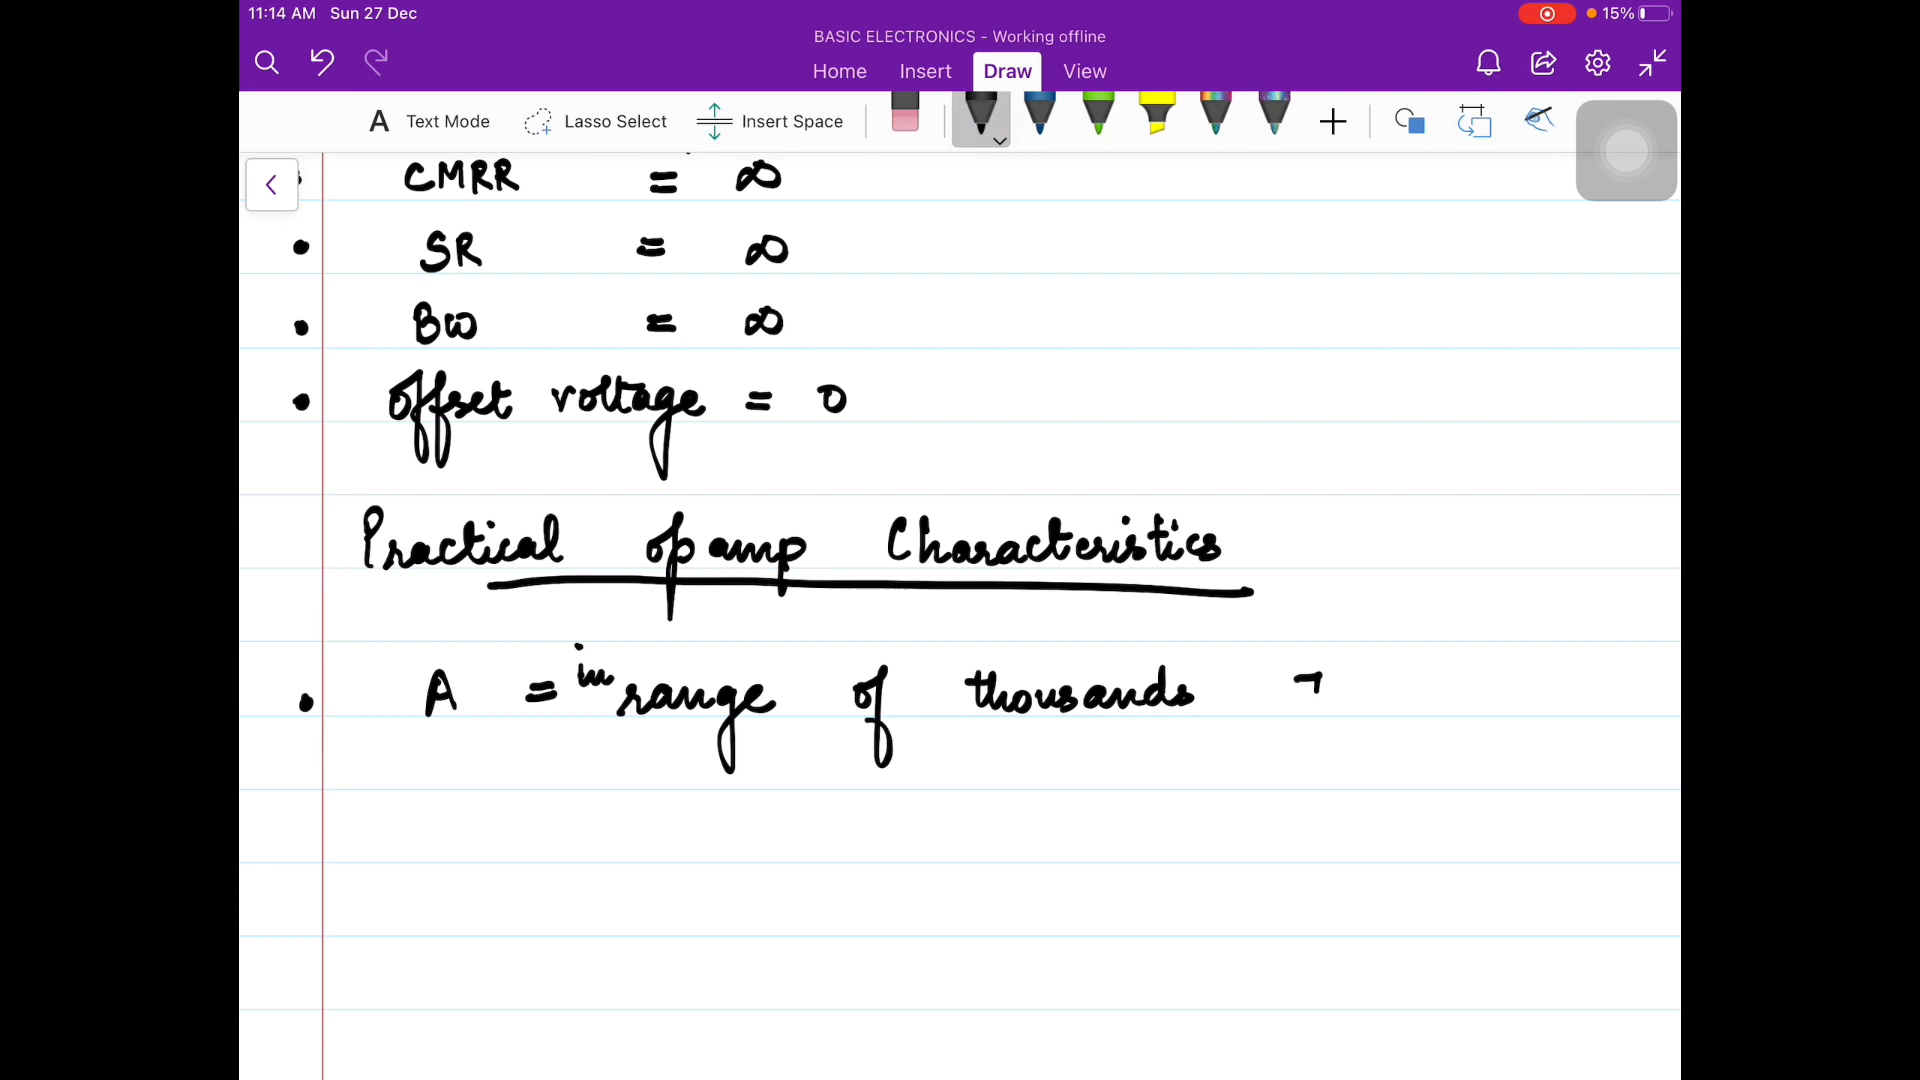 11:14 AM Sun 27 Dec
15%
BASIC ELECTRONICS - Working offline
Home Insert Draw View
A Text Mode Lasso Select Insert Space
CMRR = ∞
• SR = ∞
• BW = ∞
• Offset voltage = 0
Practical op amp Characteristics
• A = in range of thousands